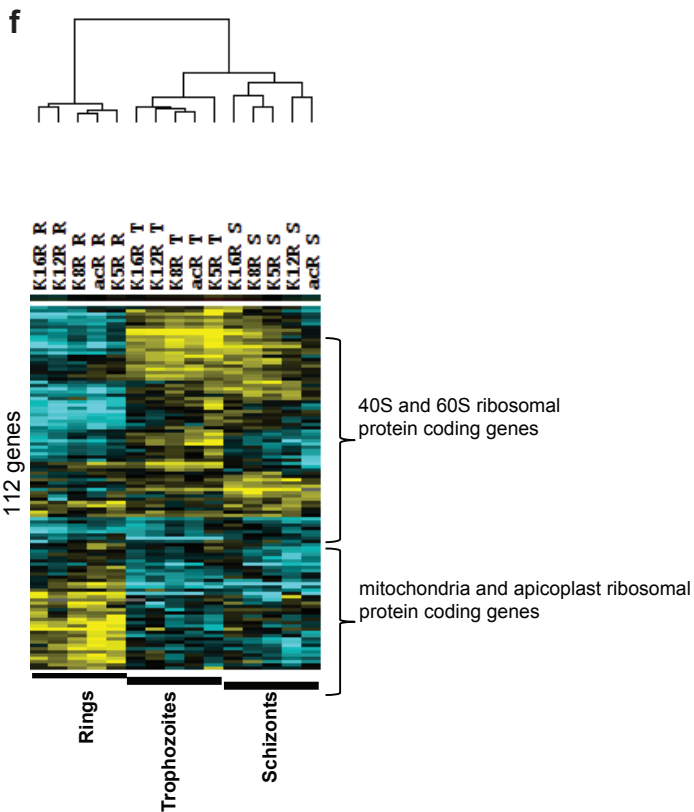 f
K16R R
K12R R
K8R R
acR R
K5R R
K16R T
K12R T
K8R T
acR T
K5R T
K16R S
K8R S
K5R S
K12R S
acR S
112 genes
40S and 60S ribosomal
protein coding genes
mitochondria and apicoplast ribosomal
protein coding genes
Rings
Trophozoites
Schizonts